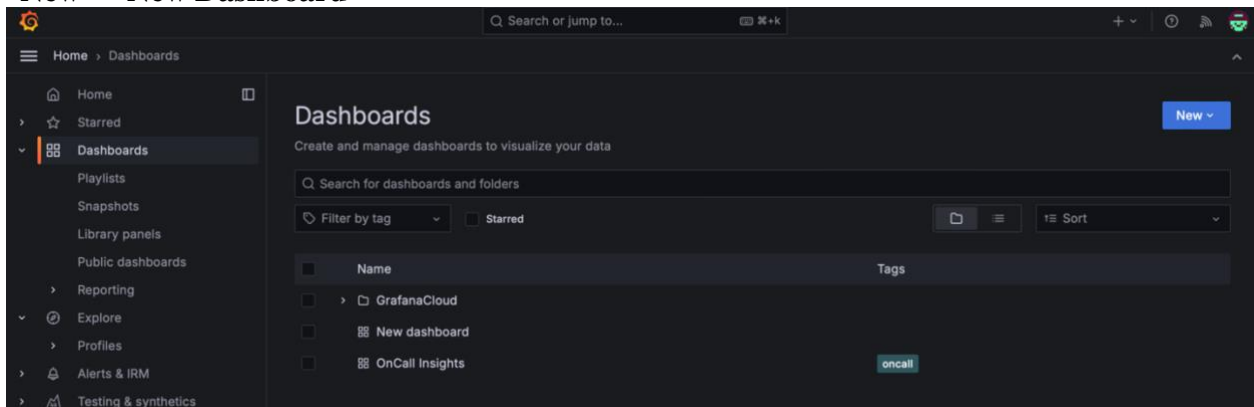 Search or jump to... ⌘+k
Home › Dashboards
Home
Starred
Dashboards
Playlists
Snapshots
Library panels
Public dashboards
Reporting
Explore
Profiles
Alerts & IRM
Testing & synthetics
Dashboards
New
Create and manage dashboards to visualize your data
Search for dashboards and folders
Filter by tag
Starred
Sort
Name Tags
GrafanaCloud
New dashboard
OnCall Insights oncall